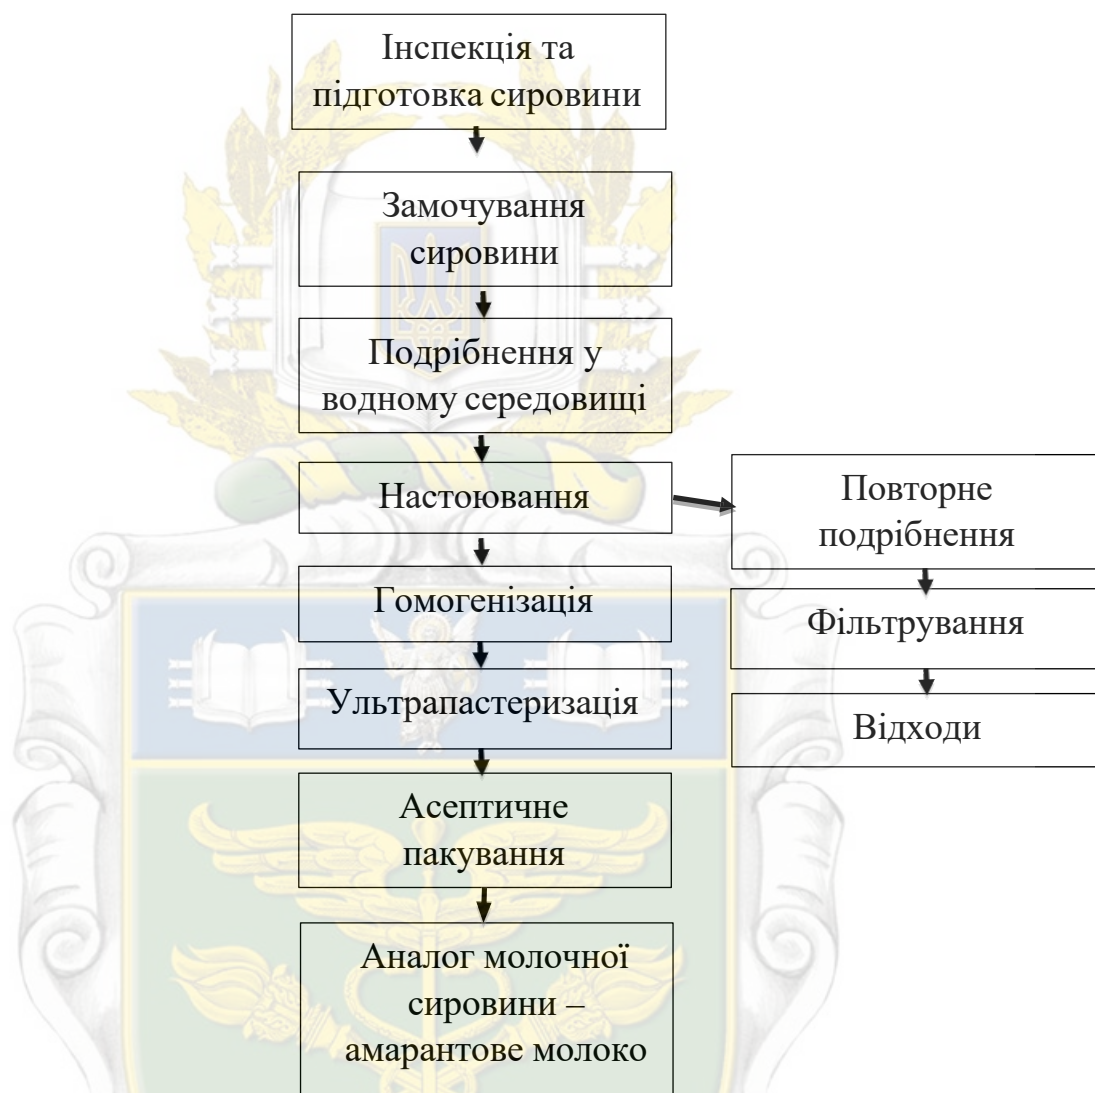 Інспекція та
підготовка сировини
Замочування
сировини
Подрібнення у
водному середовищі
Настоювання
Повторне
подрібнення
Гомогенізація
Фільтрування
Ультрапастеризація
Відходи
Асептичне
пакування
Аналог молочної
сировини –
амарантове молоко